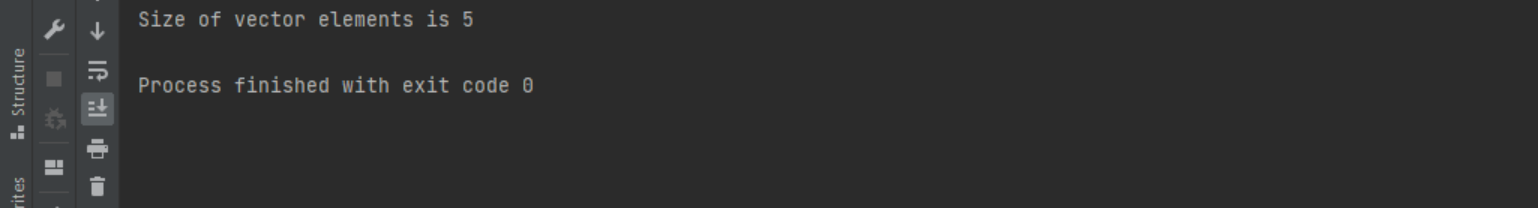 Size of vector elements is 5
Process finished with exit code 0
Structure